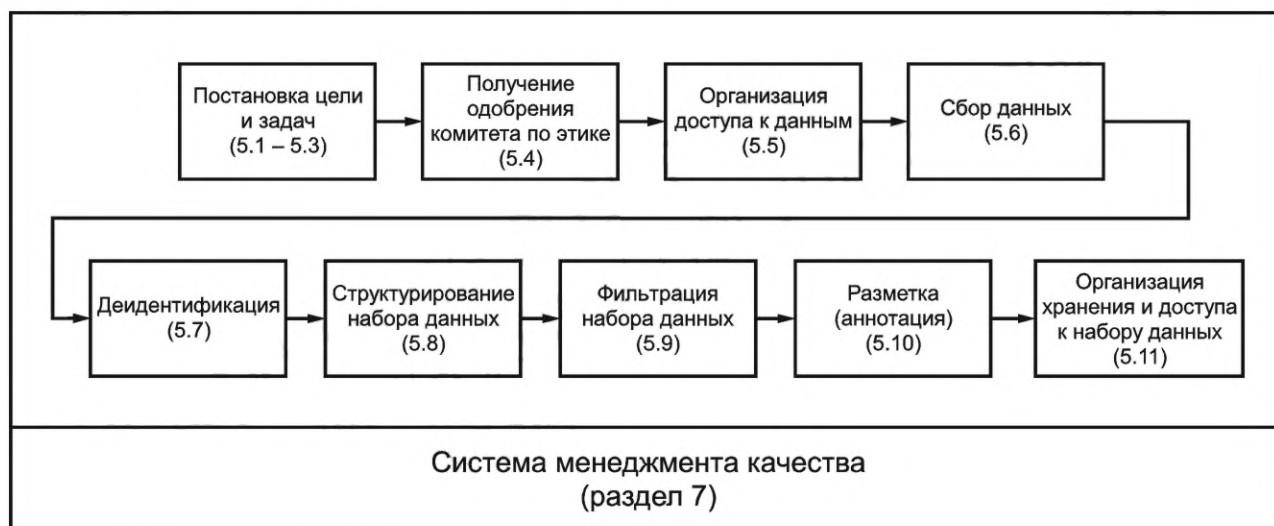 Постановка цели
и задач
(5.1 – 5.3)
Получение
одобрения
комитета по этике
(5.4)
Организация
доступа к данным
(5.5)
Сбор данных
(5.6)
Деидентификация
(5.7)
Структурирование
набора данных
(5.8)
Фильтрация
набора данных
(5.9)
Разметка
(аннотация)
(5.10)
Организация
хранения и доступа
к набору данных
(5.11)
Система менеджмента качества
(раздел 7)